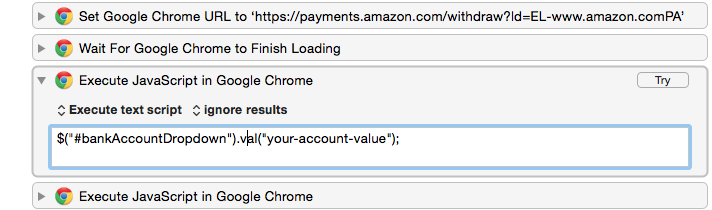 Set Google Chrome URL to ‘https://payments.amazon.com/withdraw?ld=EL-www.amazon.comPA’
Wait For Google Chrome to Finish Loading
Execute JavaScript in Google Chrome
Try
Execute text script ignore results
$("#bankAccountDropdown").val("your-account-value");
Execute JavaScript in Google Chrome